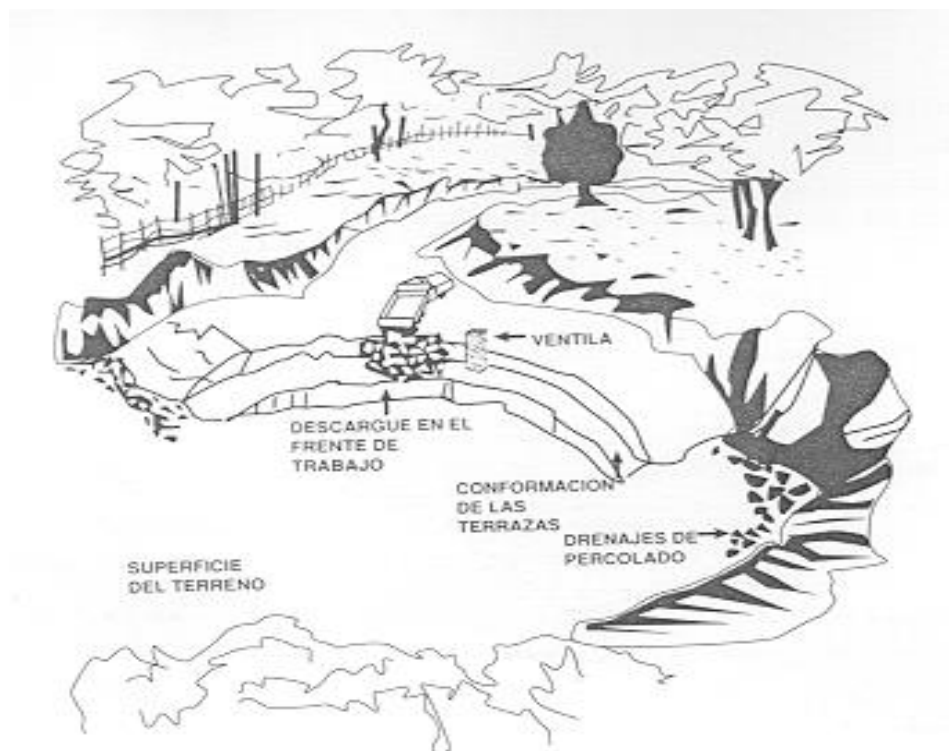 VENTILA
DESCARGUE EN EL
FRENTE DE
TRABAJO
CONFORMACION
DE LAS
TERRAZAS
DRENAJES DE
PERCOLADO
SUPERFICIE
DEL TERRENO